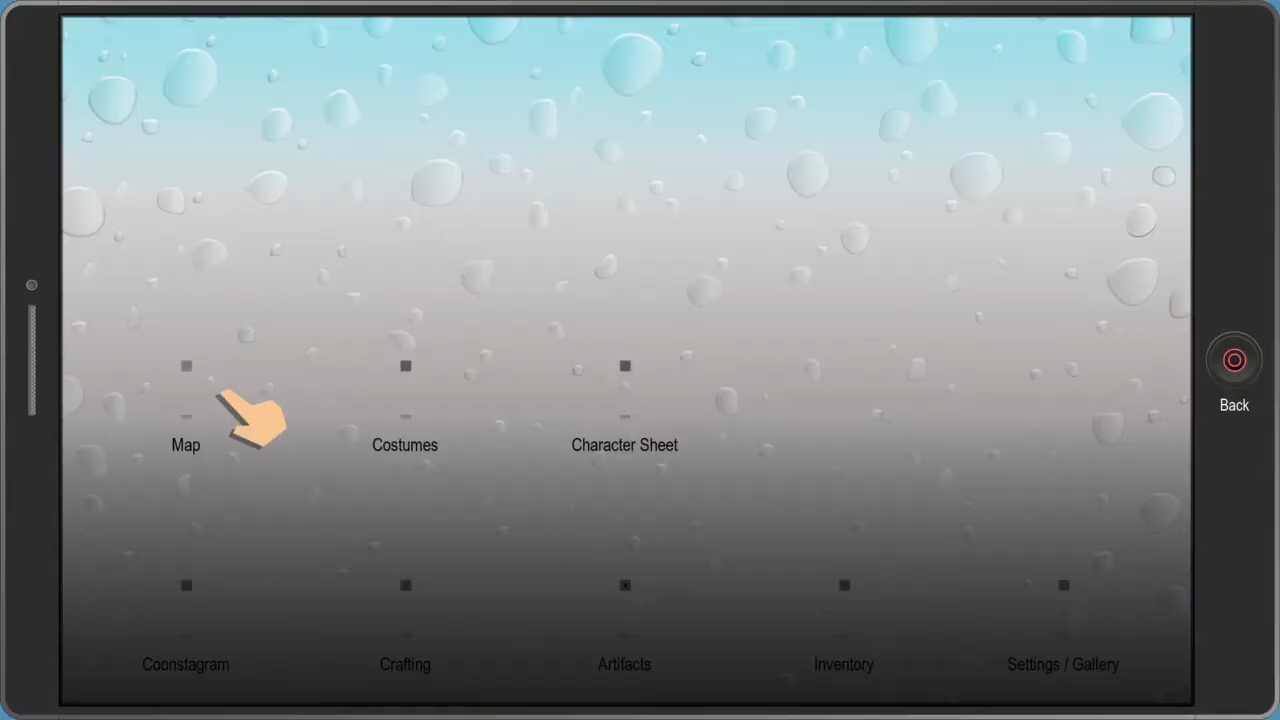 Back
Map
Costumes
Character Sheet
Coonstagram
Crafting
Artifacts
Inventory
Settings / Gallery